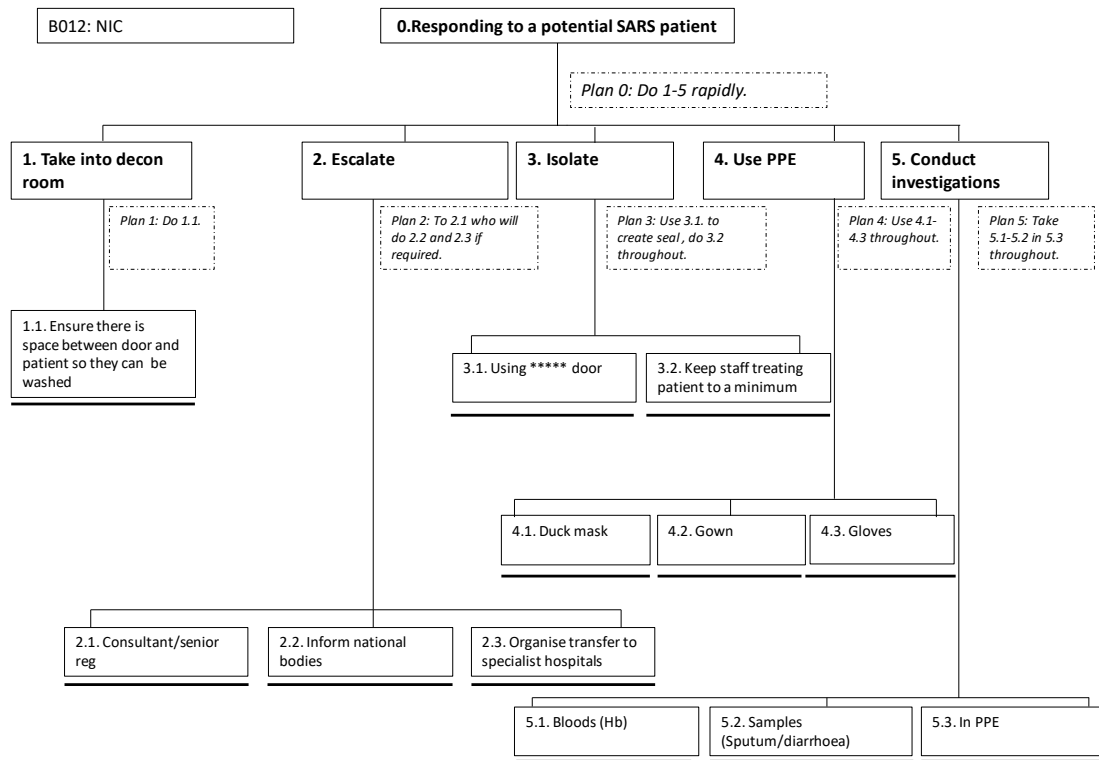 B012: NIC
0.Responding to a potential SARS patient
Plan 0: Do 1-5 rapidly.
1. Take into decon
room
2. Escalate
3. Isolate
4. Use PPE
5. Conduct
investigations
Plan 1: Do 1.1.
Plan 2: To 2.1 who will
do 2.2 and 2.3 if
required.
Plan 3: Use 3.1. to
create seal , do 3.2
throughout.
Plan 4: Use 4.1-
4.3 throughout.
Plan 5: Take
5.1-5.2 in 5.3
throughout.
1.1. Ensure there is
space between door and
patient so they can be
washed
3.1. Using ***** door
3.2. Keep staff treating
patient to a minimum
4.1. Duck mask
4.2. Gown
4.3. Gloves
2.1. Consultant/senior
reg
2.2. Inform national
bodies
2.3. Organise transfer to
specialist hospitals
5.1. Bloods (Hb)
5.2. Samples
(Sputum/diarrhoea)
5.3. In PPE